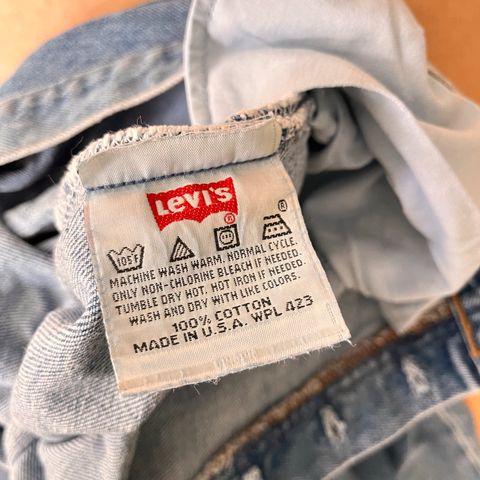 LEVI'S
®
®
105F
MACHINE WASH WARM. NORMAL CYCLE.
ONLY NON-CHLORINE BLEACH IF NEEDED.
TUMBLE DRY HOT. HOT IRON IF NEEDED.
WASH AND DRY WITH LIKE COLORS.
100% COTTON
MADE IN U.S.A. WPL 423